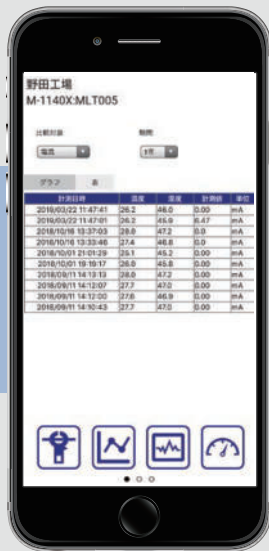 野田工場
M-1140X:MLT005
比較対象 期間
電流 1年
グラフ 表
計測日時 温度 湿度 計測値 単位
2019/03/22 11:47:41 26.2 46.0 0.00 mA
2019/03/22 11:47:01 26.2 45.9 6.47 mA
2018/10/16 13:37:03 28.8 47.2 0.0 mA
2018/10/16 13:33:46 27.4 46.8 0.0 mA
2018/10/01 21:01:29 25.1 45.2 0.00 mA
2018/10/01 19:19:17 26.8 45.8 0.00 mA
2018/09/11 14:13:13 28.0 47.2 0.00 mA
2018/09/11 14:12:07 27.7 47.0 0.00 mA
2018/09/11 14:12:00 27.6 46.9 0.00 mA
2018/09/11 14:10:43 27.7 47.0 0.00 mA